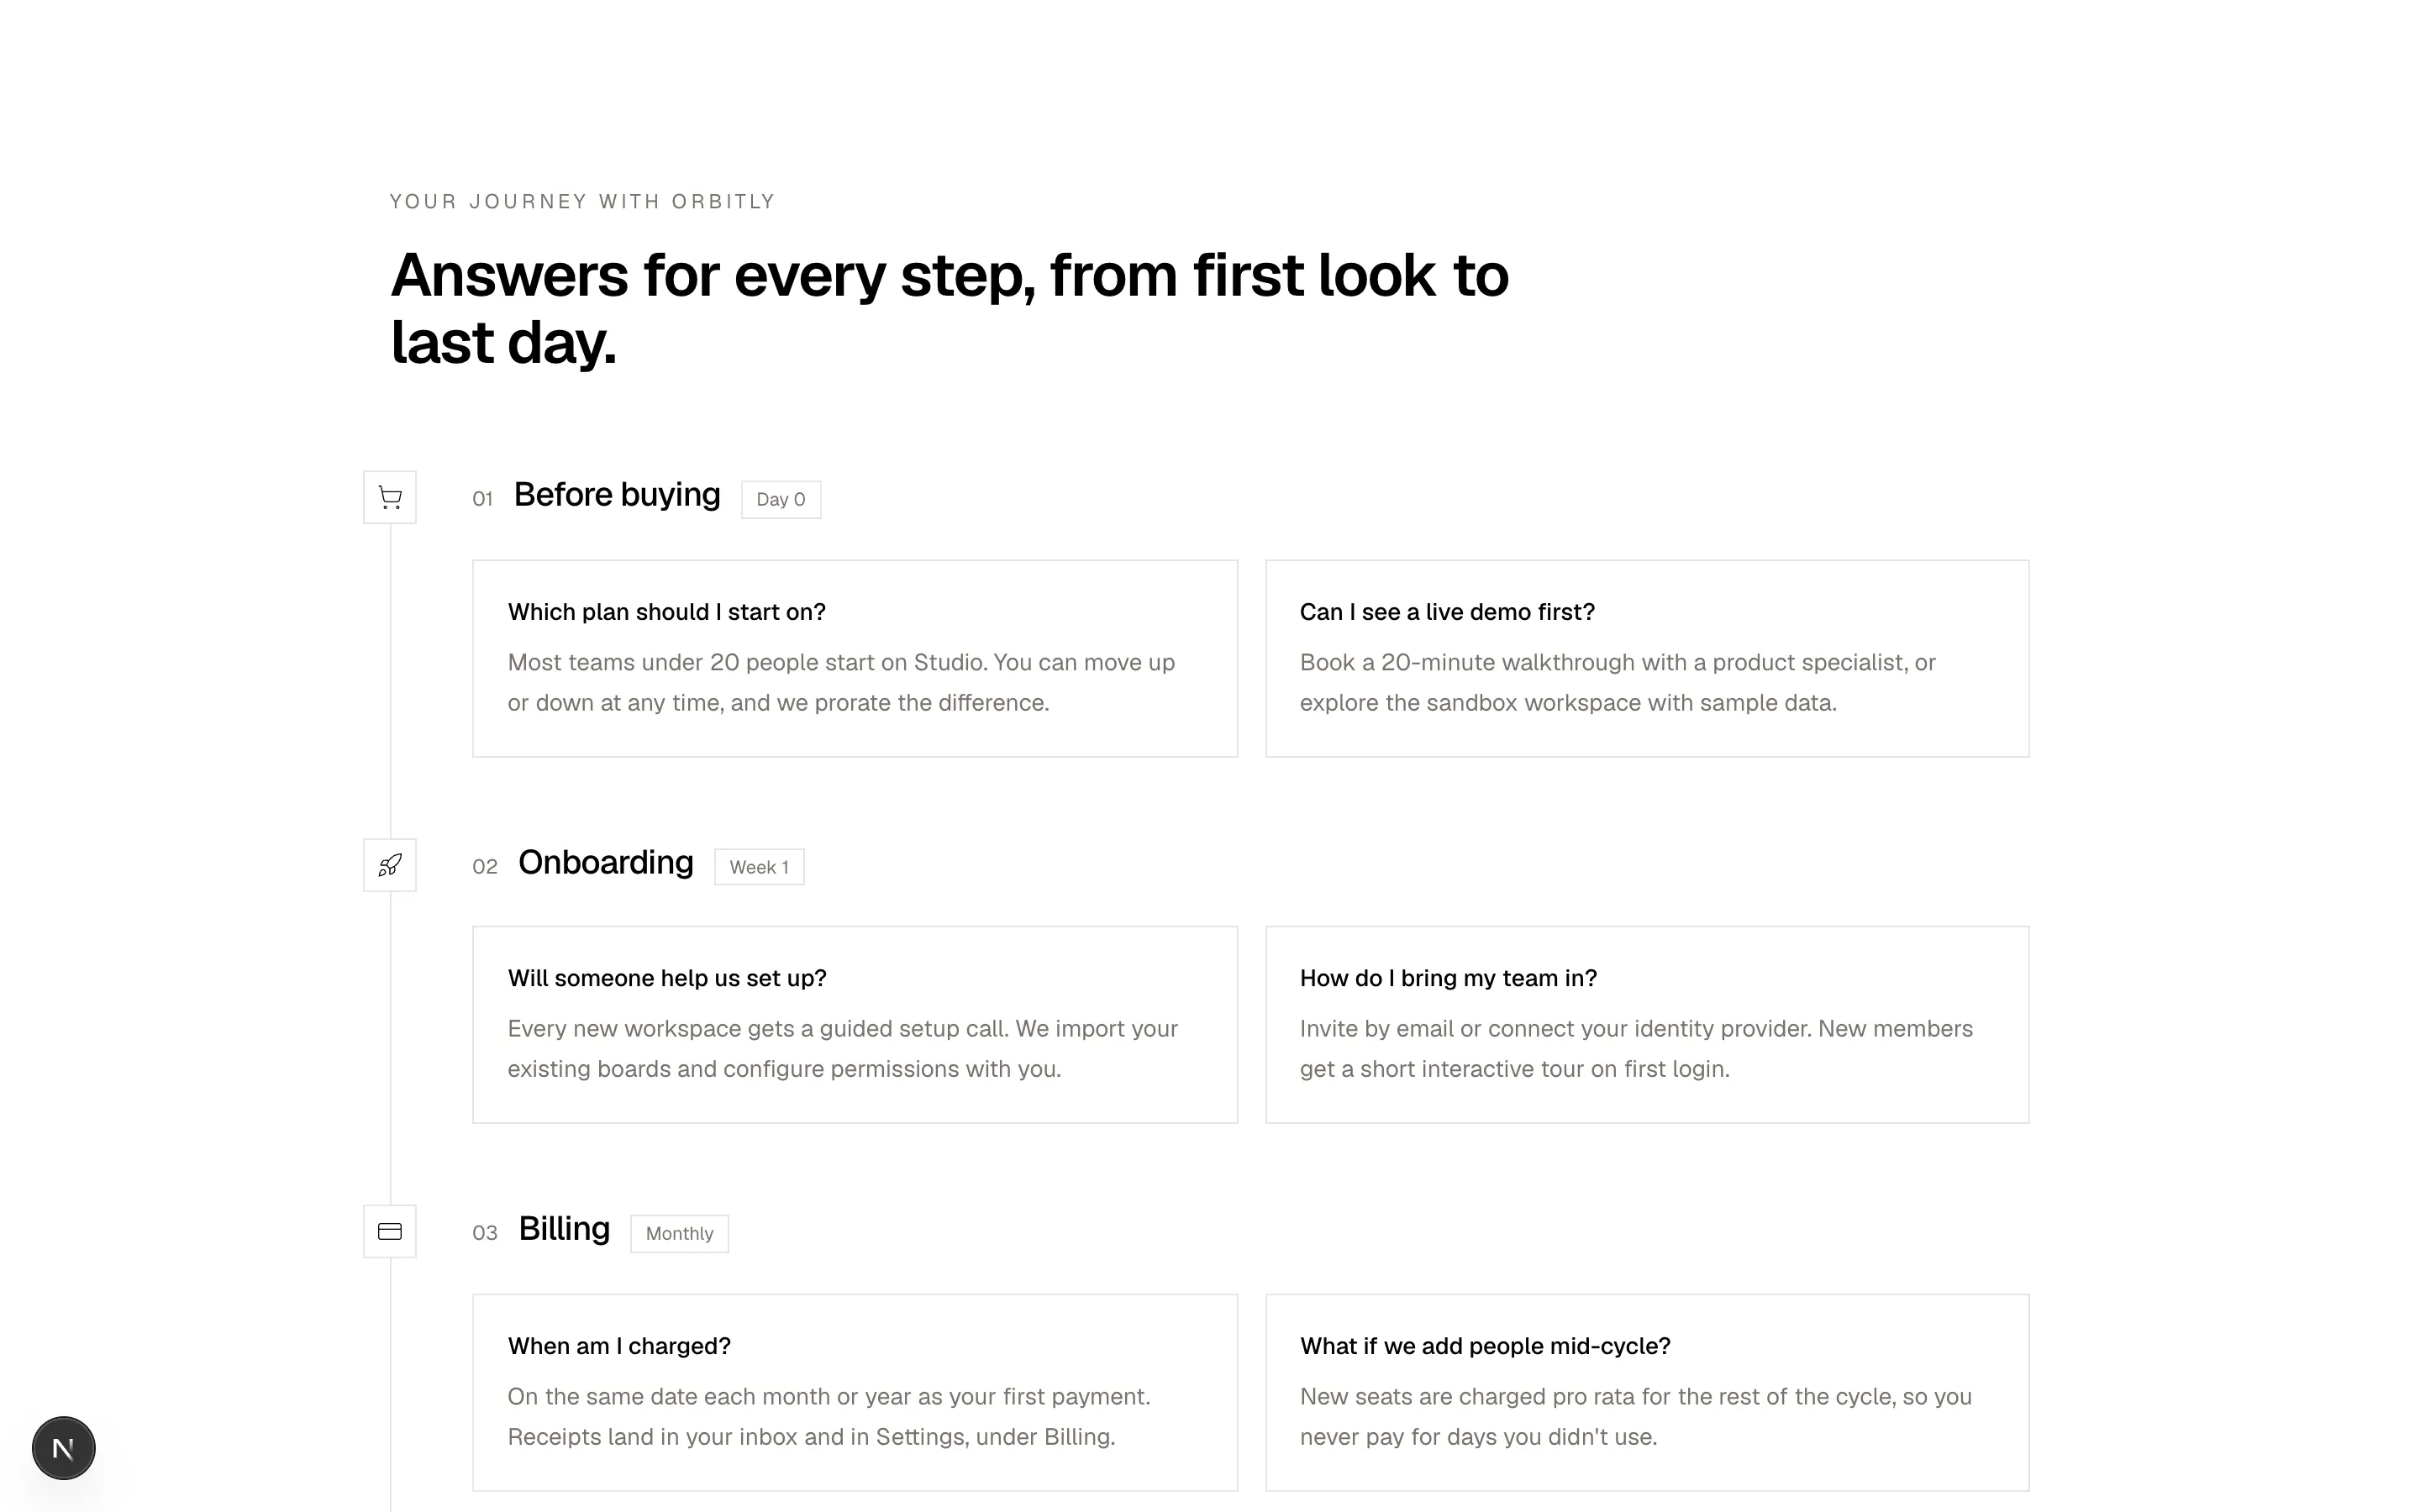 YOUR JOURNEY WITH ORBITLY
Answers for every step, from first look to
last day.
01 Before buying Day 0
Which plan should I start on?
Most teams under 20 people start on Studio. You can move up
or down at any time, and we prorate the difference.
Can I see a live demo first?
Book a 20-minute walkthrough with a product specialist, or
explore the sandbox workspace with sample data.
02 Onboarding Week 1
Will someone help us set up?
Every new workspace gets a guided setup call. We import your
existing boards and configure permissions with you.
How do I bring my team in?
Invite by email or connect your identity provider. New members
get a short interactive tour on first login.
03 Billing Monthly
When am I charged?
On the same date each month or year as your first payment.
Receipts land in your inbox and in Settings, under Billing.
What if we add people mid-cycle?
New seats are charged pro rata for the rest of the cycle, so you
never pay for days you didn't use.
N